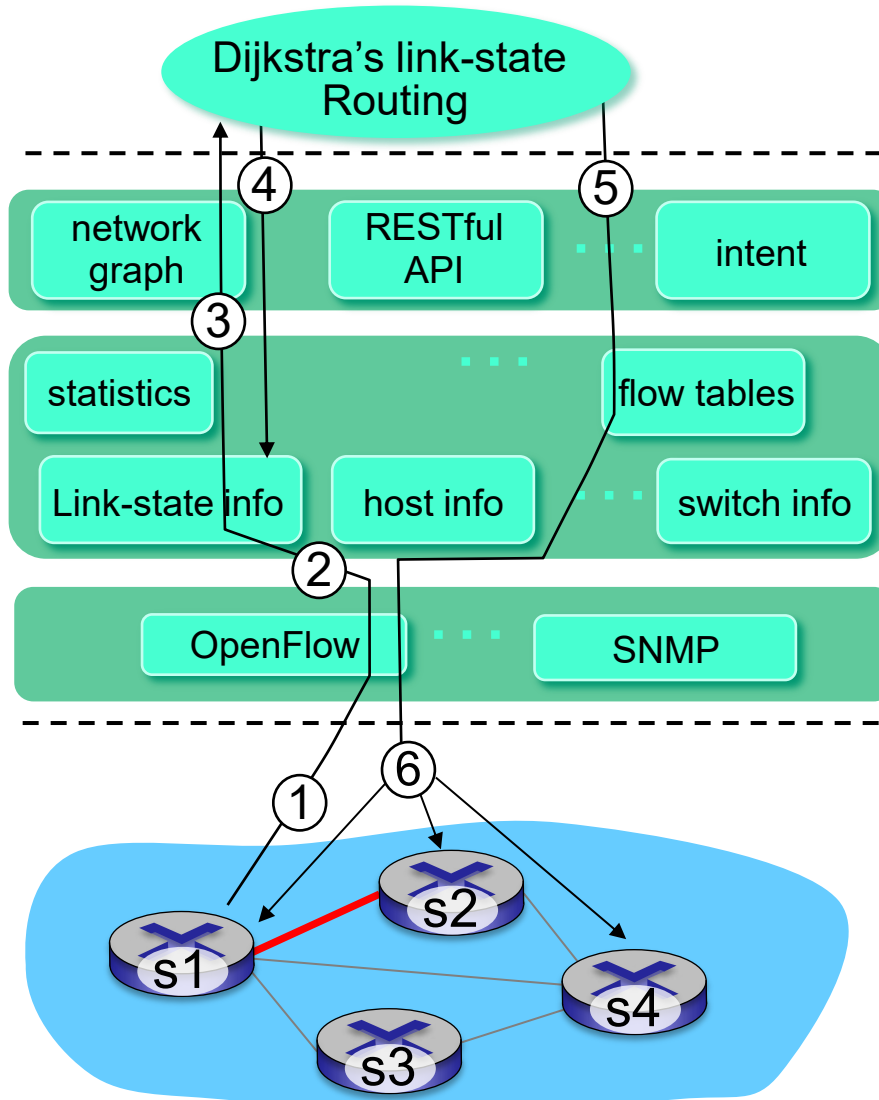 Dijkstra’s link-state
Routing
4
5
network
graph
RESTful
API
. . .
intent
3
statistics
. . .
flow tables
Link-state info
host info
. . .
switch info
2
OpenFlow
. . .
SNMP
6
1
s2
s1
s4
s3